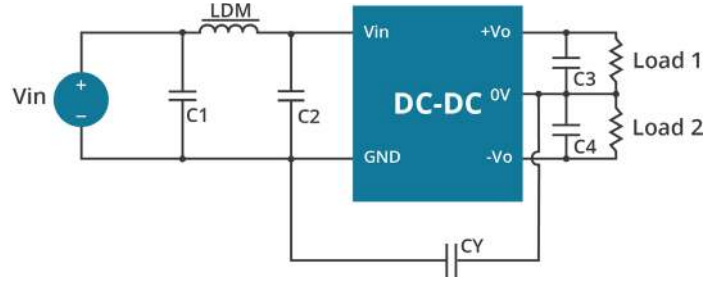 LDM
Vin
+
−
C1
C2
Vin
GND
DC-DC
+Vo
0V
-Vo
C3
C4
Load 1
Load 2
CY